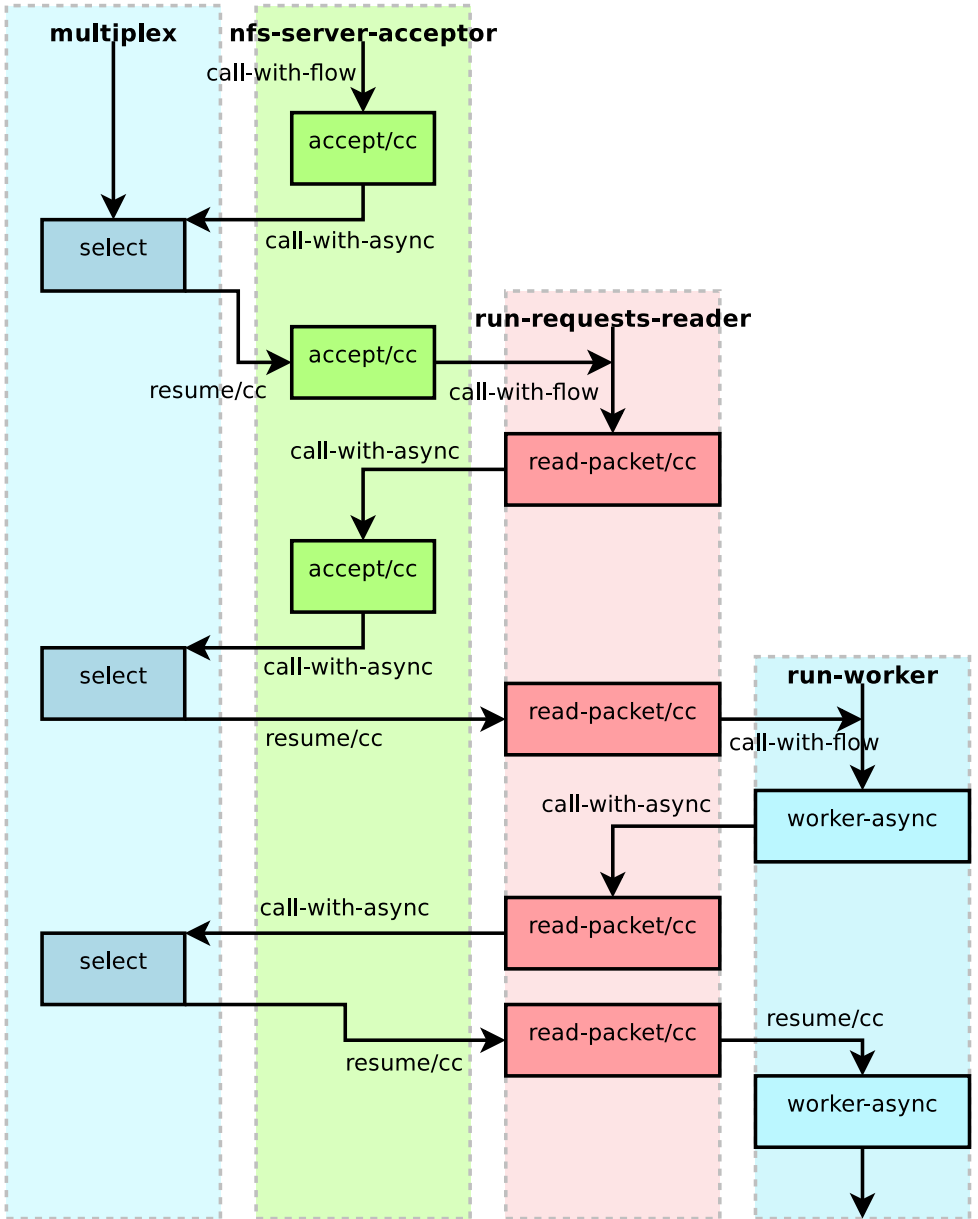 multiplex
nfs-server-acceptor
call-with-flow
accept/cc
call-with-async
select
run-requests-reader
accept/cc
resume/cc
call-with-flow
call-with-async
read-packet/cc
accept/cc
call-with-async
select
run-worker
read-packet/cc
resume/cc
call-with-flow
call-with-async
worker-async
call-with-async
read-packet/cc
select
resume/cc
read-packet/cc
resume/cc
worker-async